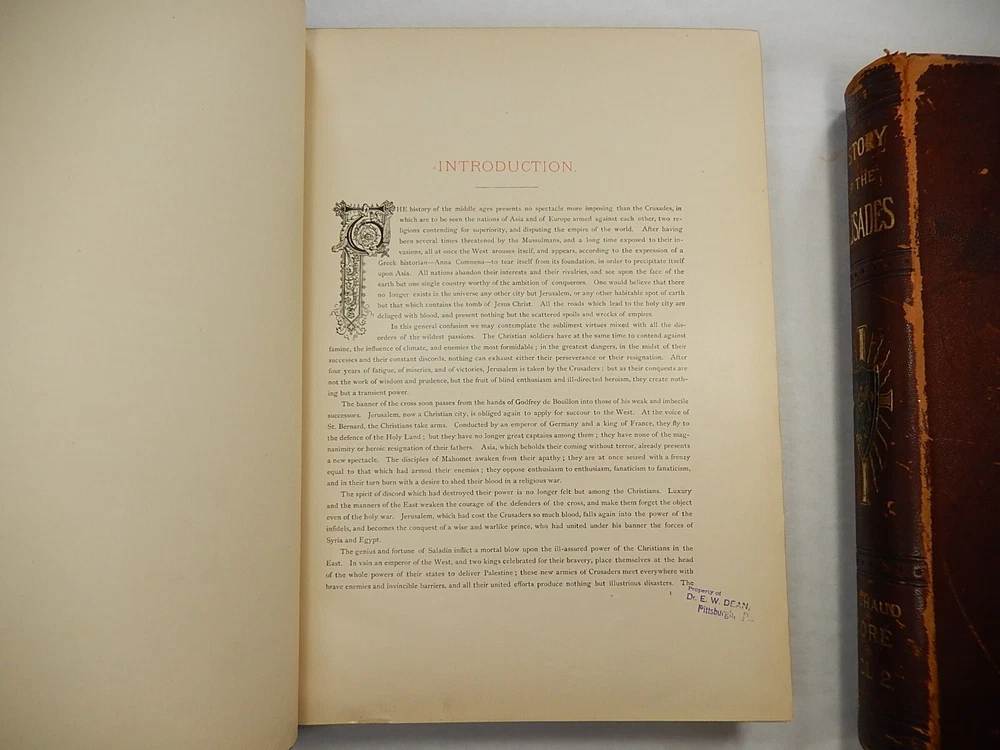 INTRODUCTION.
THE history of the middle ages presents no spectacle more imposing than the Crusades, in
which are to be seen the nations of Asia and of Europe armed against each other, two re-
ligions contending for superiority, and disputing the empire of the world. After having
been several times threatened by the Mussulmans, and a long time exposed to their in-
vasions, all at once the West arouses itself, and appears, according to the expression of a
Greek historian—Anna Comnena—to tear itself from its foundation, in order to precipitate itself
upon Asia. All nations abandon their interests and their rivalries, and see upon the face of the
earth but one single country worthy of the ambition of conquerors. One would believe that there
no longer exists in the universe any other city but Jerusalem, or any other habitable spot of earth
but that which contains the tomb of Jesus Christ. All the roads which lead to the holy city are
deluged with blood, and present nothing but the scattered spoils and wrecks of empires.
In this general confusion we may contemplate the sublimest virtues mixed with all the dis-
orders of the wildest passions. The Christian soldiers have at the same time to contend against
famine, the influence of climate, and enemies the most formidable; in the greatest dangers, in the midst of their
successes and their constant discords, nothing can exhaust either their perseverance or their resignation. After
four years of fatigue, of miseries, and of victories, Jerusalem is taken by the Crusaders; but as their conquests are
not the work of wisdom and prudence, but the fruit of blind enthusiasm and ill-directed heroism, they create noth-
ing but a transient power.
The banner of the cross soon passes from the hands of Godfrey de Bouillon into those of his weak and imbecile
successors. Jerusalem, now a Christian city, is obliged again to apply for succour to the West. At the voice of
St. Bernard, the Christians take arms. Conducted by an emperor of Germany and a king of France, they fly to
the defence of the Holy Land; but they have no longer great captains among them; they have none of the mag-
nanimity or heroic resignation of their fathers. Asia, which beholds their coming without terror, already presents
a new spectacle. The disciples of Mahomet awaken from their apathy; they are at once seized with a frenzy
equal to that which had armed their enemies; they oppose enthusiasm to enthusiasm, fanaticism to fanaticism,
and in their turn burn with a desire to shed their blood in a religious war.
The spirit of discord which had destroyed their power is no longer felt but among the Christians. Luxury
and the manners of the East weaken the courage of the defenders of the cross, and make them forget the object
even of the holy war. Jerusalem, which had cost the Crusaders so much blood, falls again into the power of the
infidels, and becomes the conquest of a wise and warlike prince, who had united under his banner the forces of
Syria and Egypt.
The genius and fortune of Saladin inflict a mortal blow upon the ill-assured power of the Christians in the
East. In vain an emperor of the West, and two kings celebrated for their bravery, place themselves at the head
of the whole powers of their states to deliver Palestine; these new armies of Crusaders meet everywhere with
brave enemies and invincible barriers, and all their united efforts produce nothing but illustrious disasters. The
1
Property of
Dr. E. W. DEAN,
Pittsburgh, Pa.
STORY
THE
SADES
HAUD
ORE
2